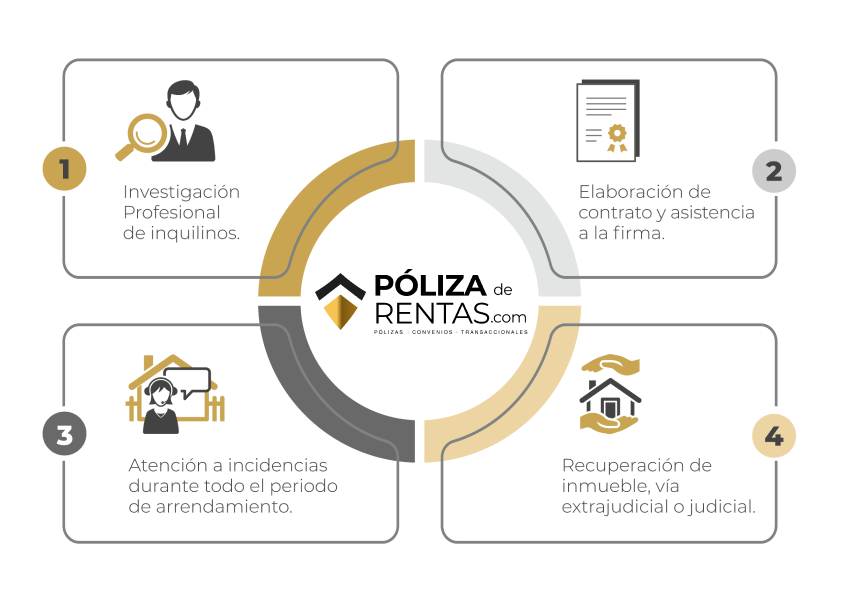 1
Investigación
Profesional
de inquilinos.
2
Elaboración de
contrato y asistencia
a la firma.
PÓLIZA de
RENTAS.com
PÓLIZAS - CONVENIOS - TRANSACCIONALES
3
Atención a incidencias
durante todo el periodo
de arrendamiento.
4
Recuperación de
inmueble, vía
extrajudicial o judicial.